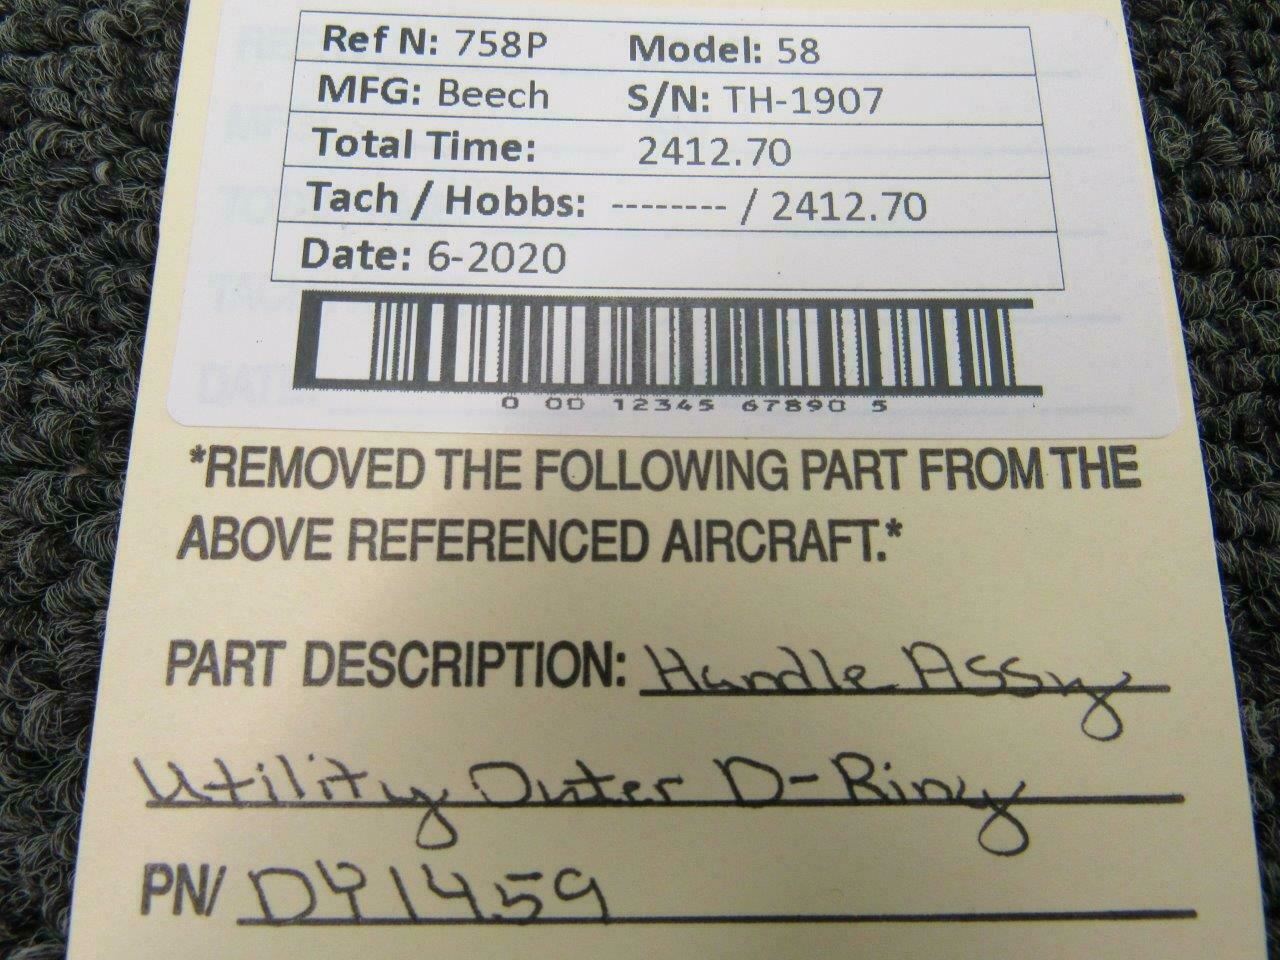 Ref N: 758P Model: 58
MFG: Beech S/N: TH-1907
Total Time: 2412.70
Tach / Hobbs: -------- / 2412.70
Date: 6-2020
0 00 12345 67890 5
*REMOVED THE FOLLOWING PART FROM THE
ABOVE REFERENCED AIRCRAFT.*
PART DESCRIPTION: Handle Assy
Utility Outer D-Ring
PN/ DY1459